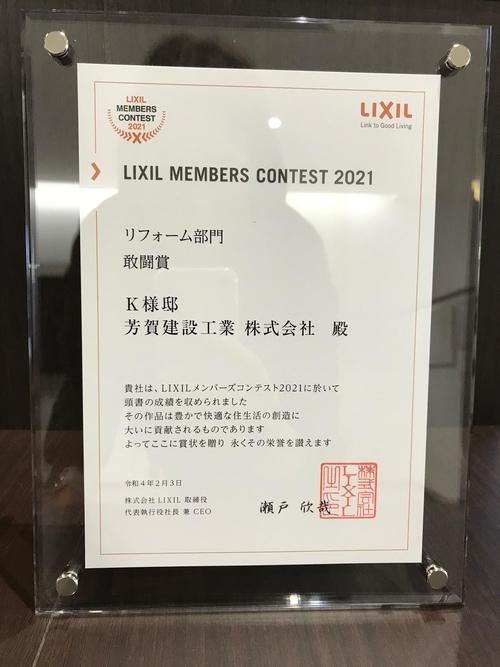 LIXIL
MEMBERS
CONTEST
2021
LIXIL
Link to Good Living
LIXIL MEMBERS CONTEST 2021
リフォーム部門
敢闘賞
K様邸
芳賀建設工業 株式会社 殿
貴社は、LIXILメンバーズコンテスト2021に於いて
頭書の成績を収められました
その作品は豊かで快適な住生活の創造に
大いに貢献されるものであります
よってここに賞状を贈り 永くその栄誉を讃えます
令和4年2月3日
株式会社 LIXIL 取締役
代表執行役社長 兼 CEO
瀬戸 欣哉
株式会社
LIXIL